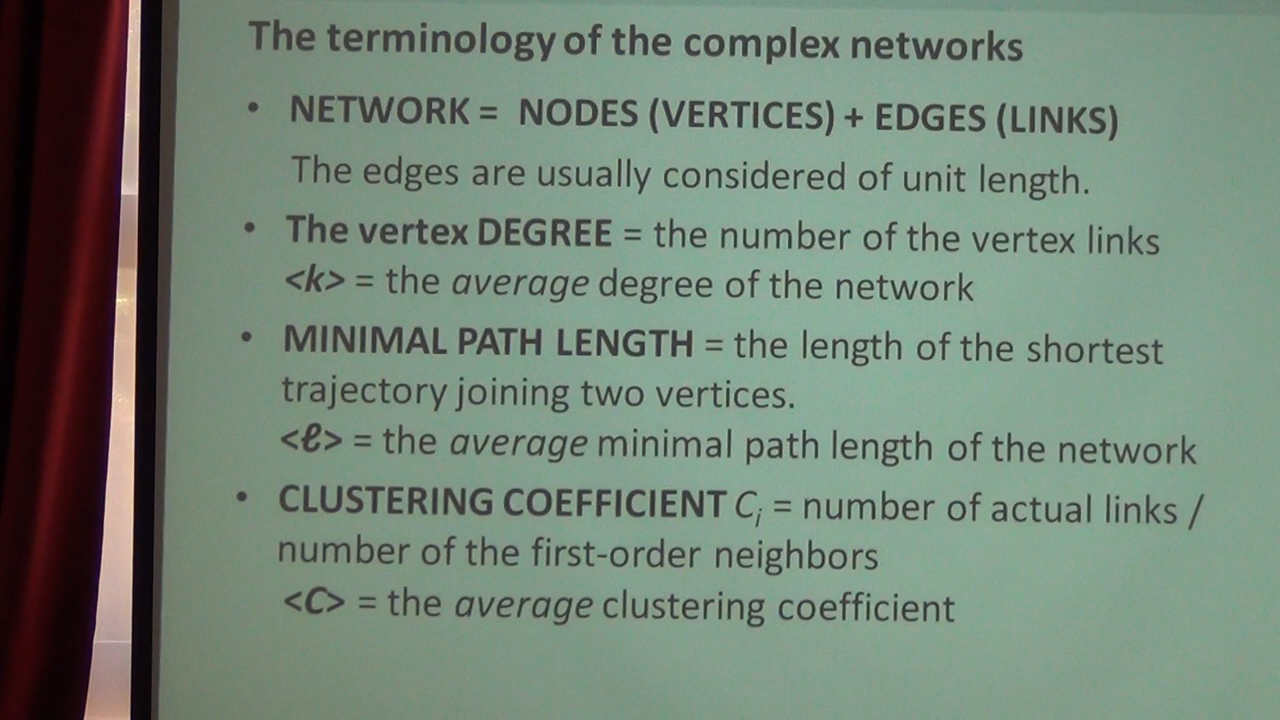 The terminology of the complex networks
• NETWORK = NODES (VERTICES) + EDGES (LINKS)
The edges are usually considered of unit length.
• The vertex DEGREE = the number of the vertex links
<k> = the average degree of the network
• MINIMAL PATH LENGTH = the length of the shortest
trajectory joining two vertices.
<ℓ> = the average minimal path length of the network
• CLUSTERING COEFFICIENT Ci = number of actual links /
number of the first-order neighbors
<C> = the average clustering coefficient